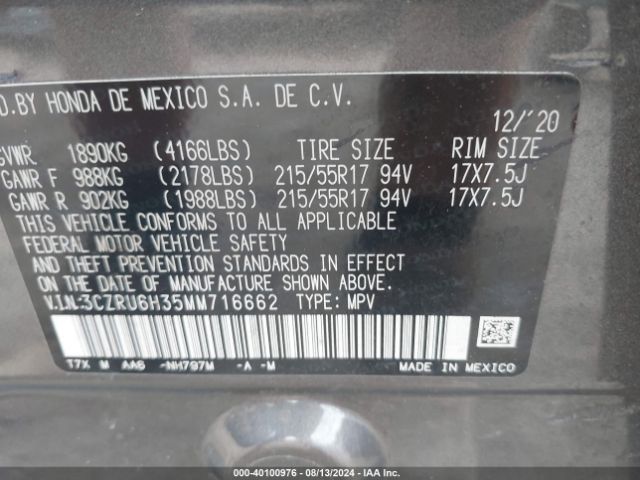 D.BY HONDA DE MEXICO S.A. DE C.V.
12/'20
GVWR 1890KG (4166LBS) TIRE SIZE RIM SIZE
GAWR F 988KG (2178LBS) 215/55R17 94V 17X7.5J
GAWR R 902KG (1988LBS) 215/55R17 94V 17X7.5J
THIS VEHICLE CONFORMS TO ALL APPLICABLE
FEDERAL MOTOR VEHICLE SAFETY
AND THEFT PREVENTION STANDARDS IN EFFECT
ON THE DATE OF MANUFACTURE SHOWN ABOVE.
V.I.N:3CZRU6H35MM716662 TYPE: MPV
T7X M AAS -NH797M -A -M
MADE IN MEXICO
000-40100976 - 08/13/2024 - IAA Inc.